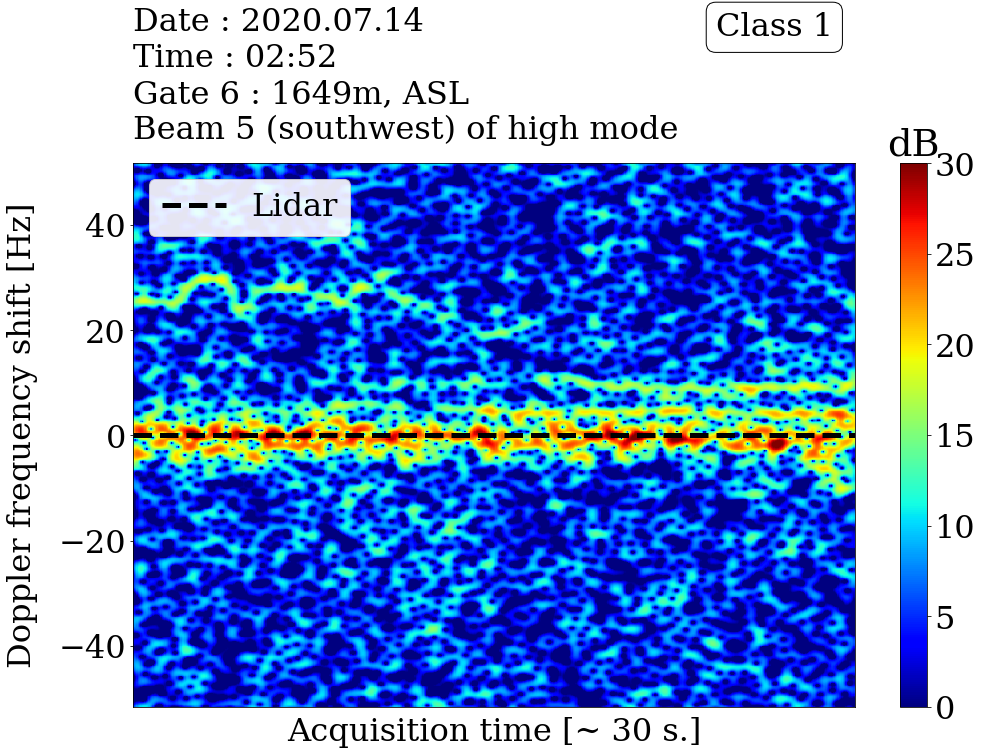 Date : 2020.07.14
Time : 02:52
Gate 6 : 1649m, ASL
Beam 5 (southwest) of high mode
Class 1
dB
Lidar
Doppler frequency shift [Hz]
40
20
0
−20
−40
30
25
20
15
10
5
0
Acquisition time [~ 30 s.]